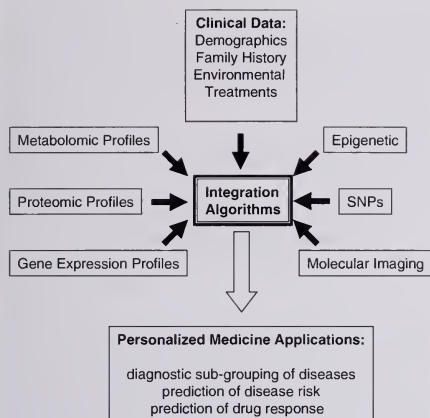 Clinical Data:
Demographics
Family History
Environmental
Treatments
Metabolomic Profiles
Epigenetic
Proteomic Profiles
Integration
Algorithms
SNPs
Gene Expression Profiles
Molecular Imaging
Personalized Medicine Applications:
diagnostic sub-grouping of diseases
prediction of disease risk
prediction of drug response